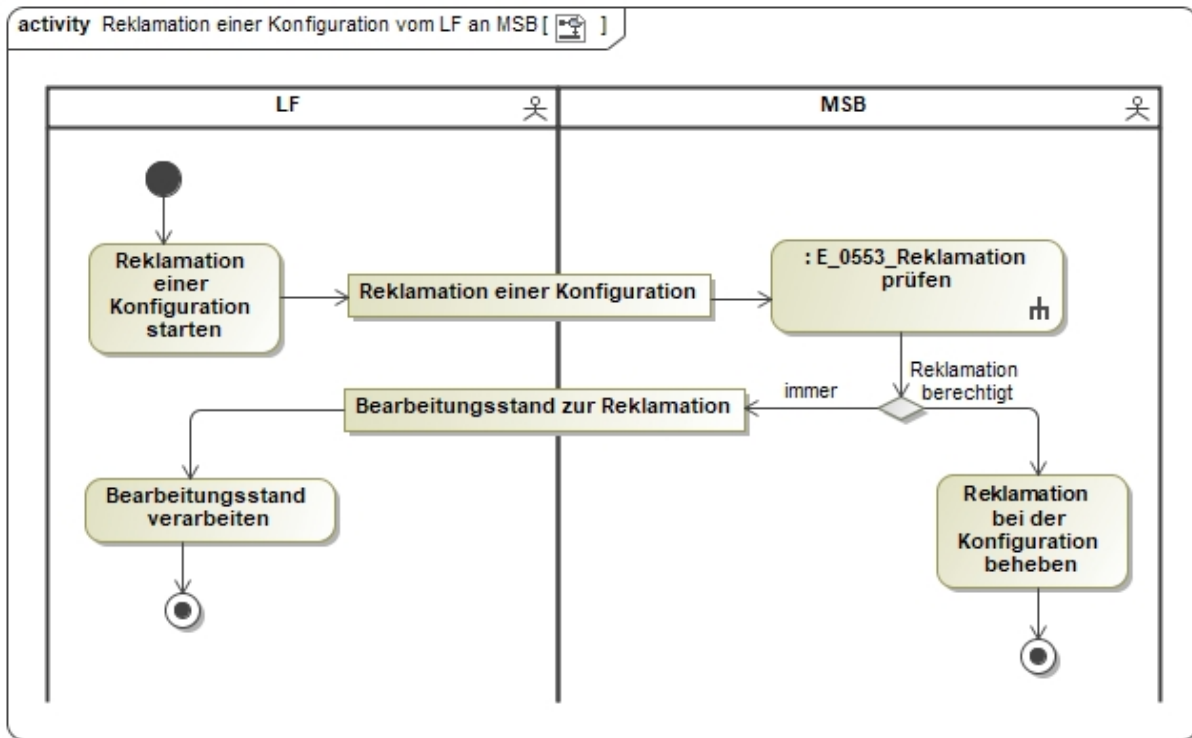 activity Reklamation einer Konfiguration vom LF an MSB [ ]
LF
MSB
Reklamation
einer
Konfiguration
starten
Reklamation einer Konfiguration
: E_0553_Reklamation
prüfen
Reklamation
berechtigt
immer
Bearbeitungsstand zur Reklamation
Bearbeitungsstand
verarbeiten
Reklamation
bei der
Konfiguration
beheben